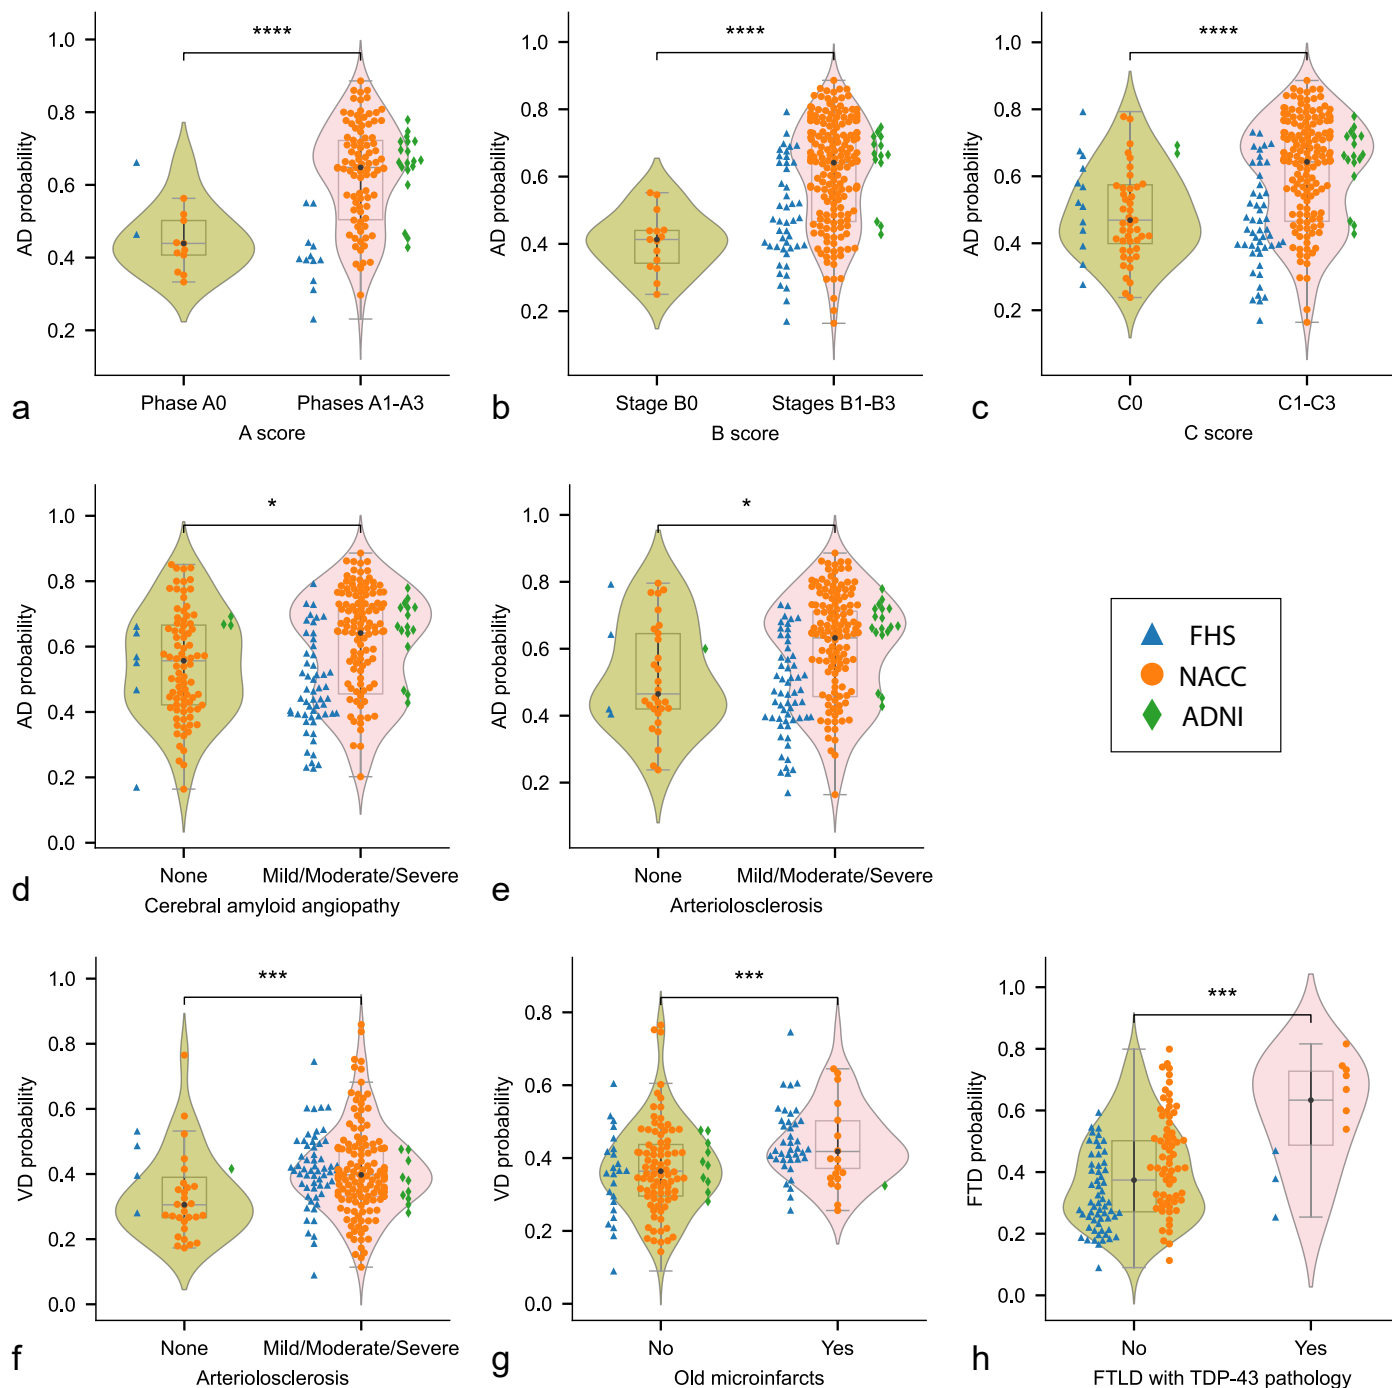 ****
1.0
0.8
0.6
0.4
0.2
AD probability
Phase A0
Phases A1-A3
A score
a
****
1.0
0.8
0.6
0.4
0.2
AD probability
Stage B0
Stages B1-B3
B score
b
****
1.0
0.8
0.6
0.4
0.2
AD probability
C0
C1-C3
C score
c
*
1.0
0.8
0.6
0.4
0.2
0.0
AD probability
None
Mild/Moderate/Severe
Cerebral amyloid angiopathy
d
*
1.0
0.8
0.6
0.4
0.2
AD probability
None
Mild/Moderate/Severe
Arteriolosclerosis
e
FHS
NACC
ADNI
***
1.0
0.8
0.6
0.4
0.2
0.0
VD probability
None
Mild/Moderate/Severe
Arteriolosclerosis
f
***
0.8
0.6
0.4
0.2
0.0
VD probability
No
Yes
Old microinfarcts
g
***
1.0
0.8
0.6
0.4
0.2
0.0
FTD probability
No
Yes
FTLD with TDP-43 pathology
h